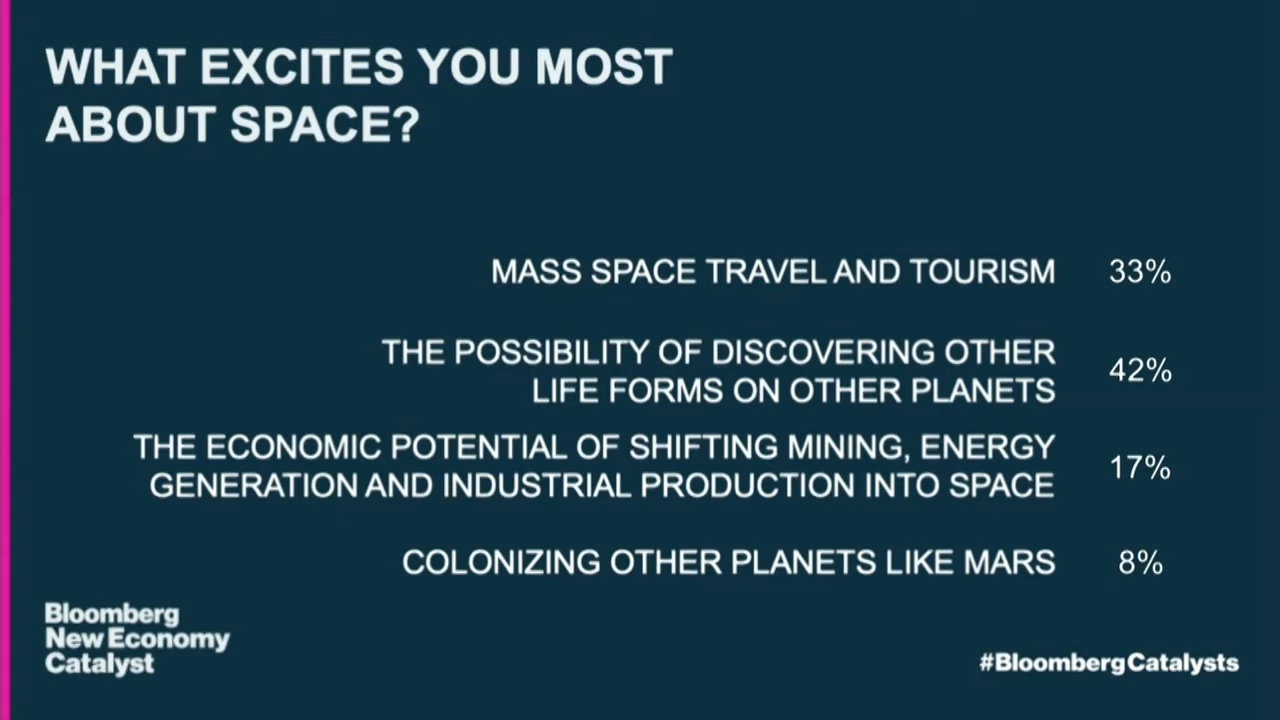 WHAT EXCITES YOU MOST
ABOUT SPACE?
MASS SPACE TRAVEL AND TOURISM 33%
THE POSSIBILITY OF DISCOVERING OTHER
LIFE FORMS ON OTHER PLANETS 42%
THE ECONOMIC POTENTIAL OF SHIFTING MINING, ENERGY
GENERATION AND INDUSTRIAL PRODUCTION INTO SPACE 17%
COLONIZING OTHER PLANETS LIKE MARS 8%
Bloomberg
New Economy
Catalyst
#BloombergCatalysts